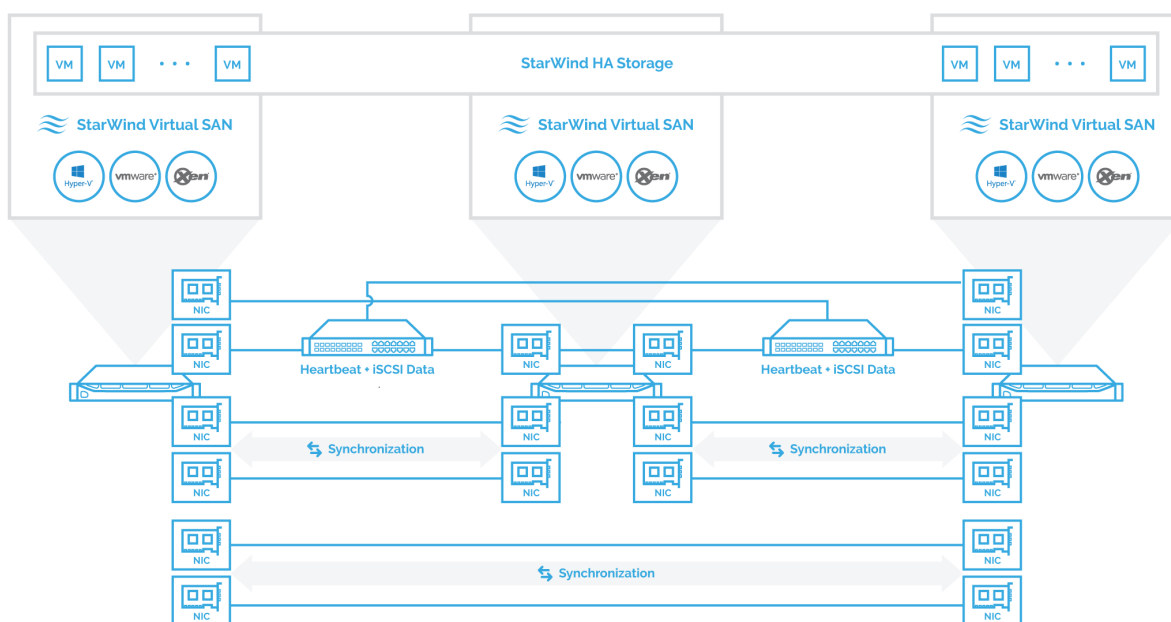 VM VM VM StarWind HA Storage VM VM VM
StarWind Virtual SAN StarWind Virtual SAN StarWind Virtual SAN
Hyper-V vmware Xen Hyper-V vmware Xen Hyper-V vmware Xen
NIC NIC
NIC NIC NIC NIC
Heartbeat + iSCSI Data Heartbeat + iSCSI Data
NIC NIC NIC NIC
Synchronization Synchronization
NIC NIC NIC NIC
NIC NIC
Synchronization
NIC NIC